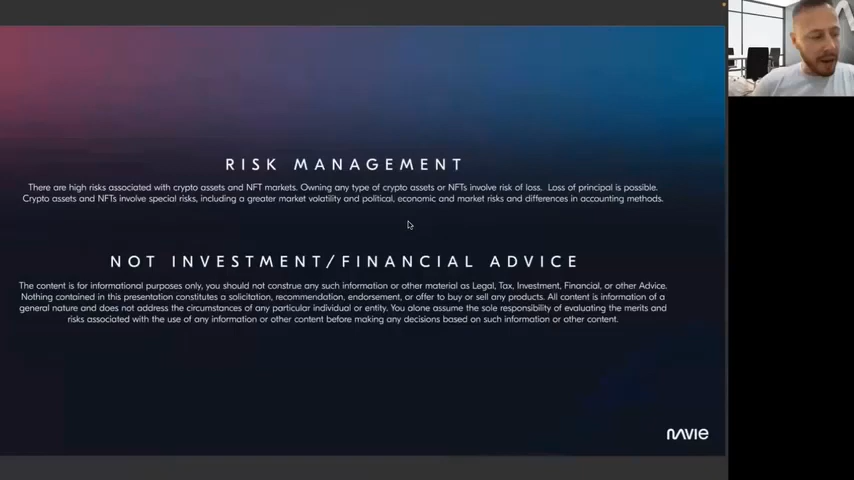 RISK MANAGEMENT
There are high risks associated with crypto assets and NFT markets. Owning any type of crypto assets or NFTs involve risk of loss. Loss of principal is possible.
Crypto assets and NFTs involve special risks, including a greater market volatility and political, economic and market risks and differences in accounting methods.
NOT INVESTMENT/FINANCIAL ADVICE
The content is for informational purposes only, you should not construe any such information or other material as Legal, Tax, Investment, Financial, or other Advice.
Nothing contained in this presentation constitutes a solicitation, recommendation, endorsement, or offer to buy or sell any products. All content is information of a
general nature and does not address the circumstances of any particular individual or entity. You alone assume the sole responsibility of evaluating the merits and
risks associated with the use of any information or other content before making any decisions based on such information or other content.
NAVIE